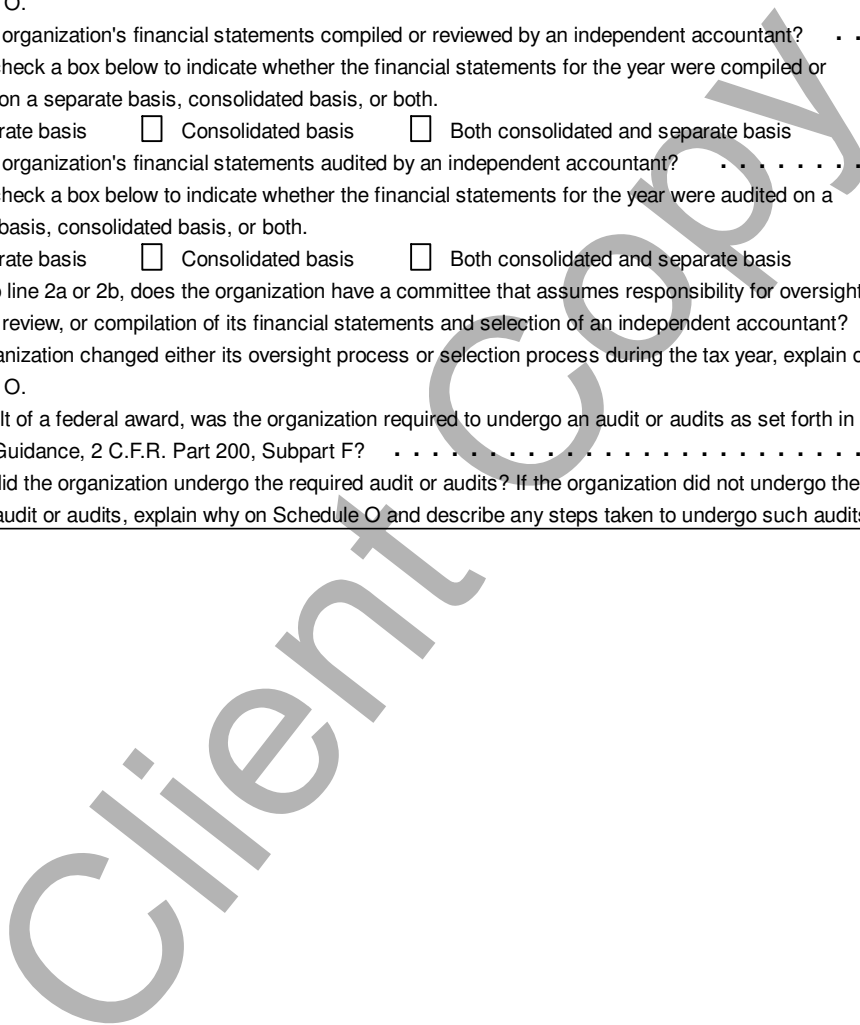 O.
organization's financial statements compiled or reviewed by an independent accountant? . .
check a box below to indicate whether the financial statements for the year were compiled or
on a separate basis, consolidated basis, or both.
rate basis ☐ Consolidated basis ☐ Both consolidated and separate basis
organization's financial statements audited by an independent accountant? . . . . . . . .
check a box below to indicate whether the financial statements for the year were audited on a
basis, consolidated basis, or both.
rate basis ☐ Consolidated basis ☐ Both consolidated and separate basis
line 2a or 2b, does the organization have a committee that assumes responsibility for oversight
review, or compilation of its financial statements and selection of an independent accountant?
anization changed either its oversight process or selection process during the tax year, explain o
O.
lt of a federal award, was the organization required to undergo an audit or audits as set forth in
Guidance, 2 C.F.R. Part 200, Subpart F? . . . . . . . . . . . . . . . . . . . . . . . . .
did the organization undergo the required audit or audits? If the organization did not undergo the
audit or audits, explain why on Schedule O and describe any steps taken to undergo such audits
Client Copy